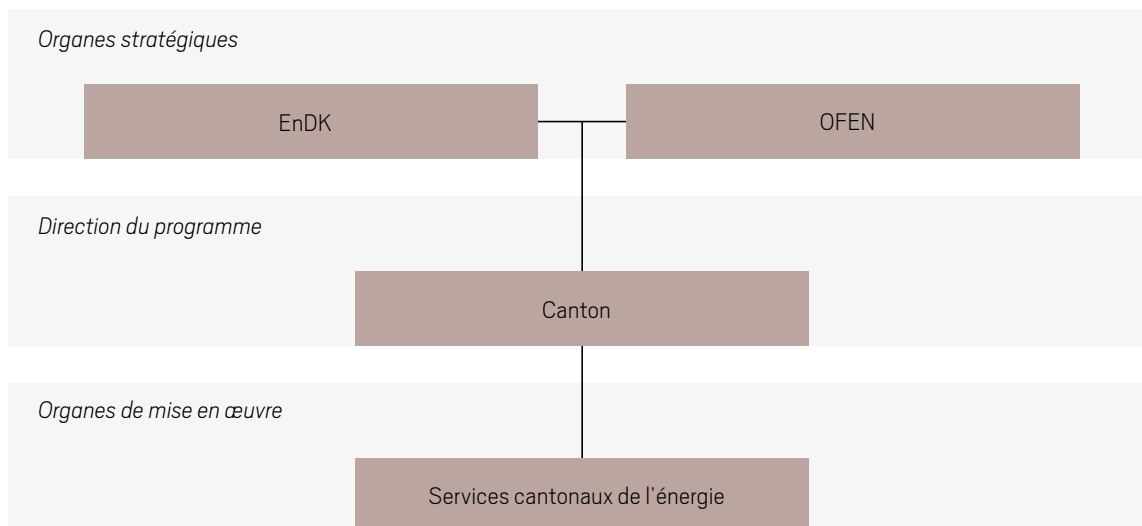 Organes stratégiques
EnDK
OFEN
Direction du programme
Canton
Organes de mise en œuvre
Services cantonaux de l'énergie